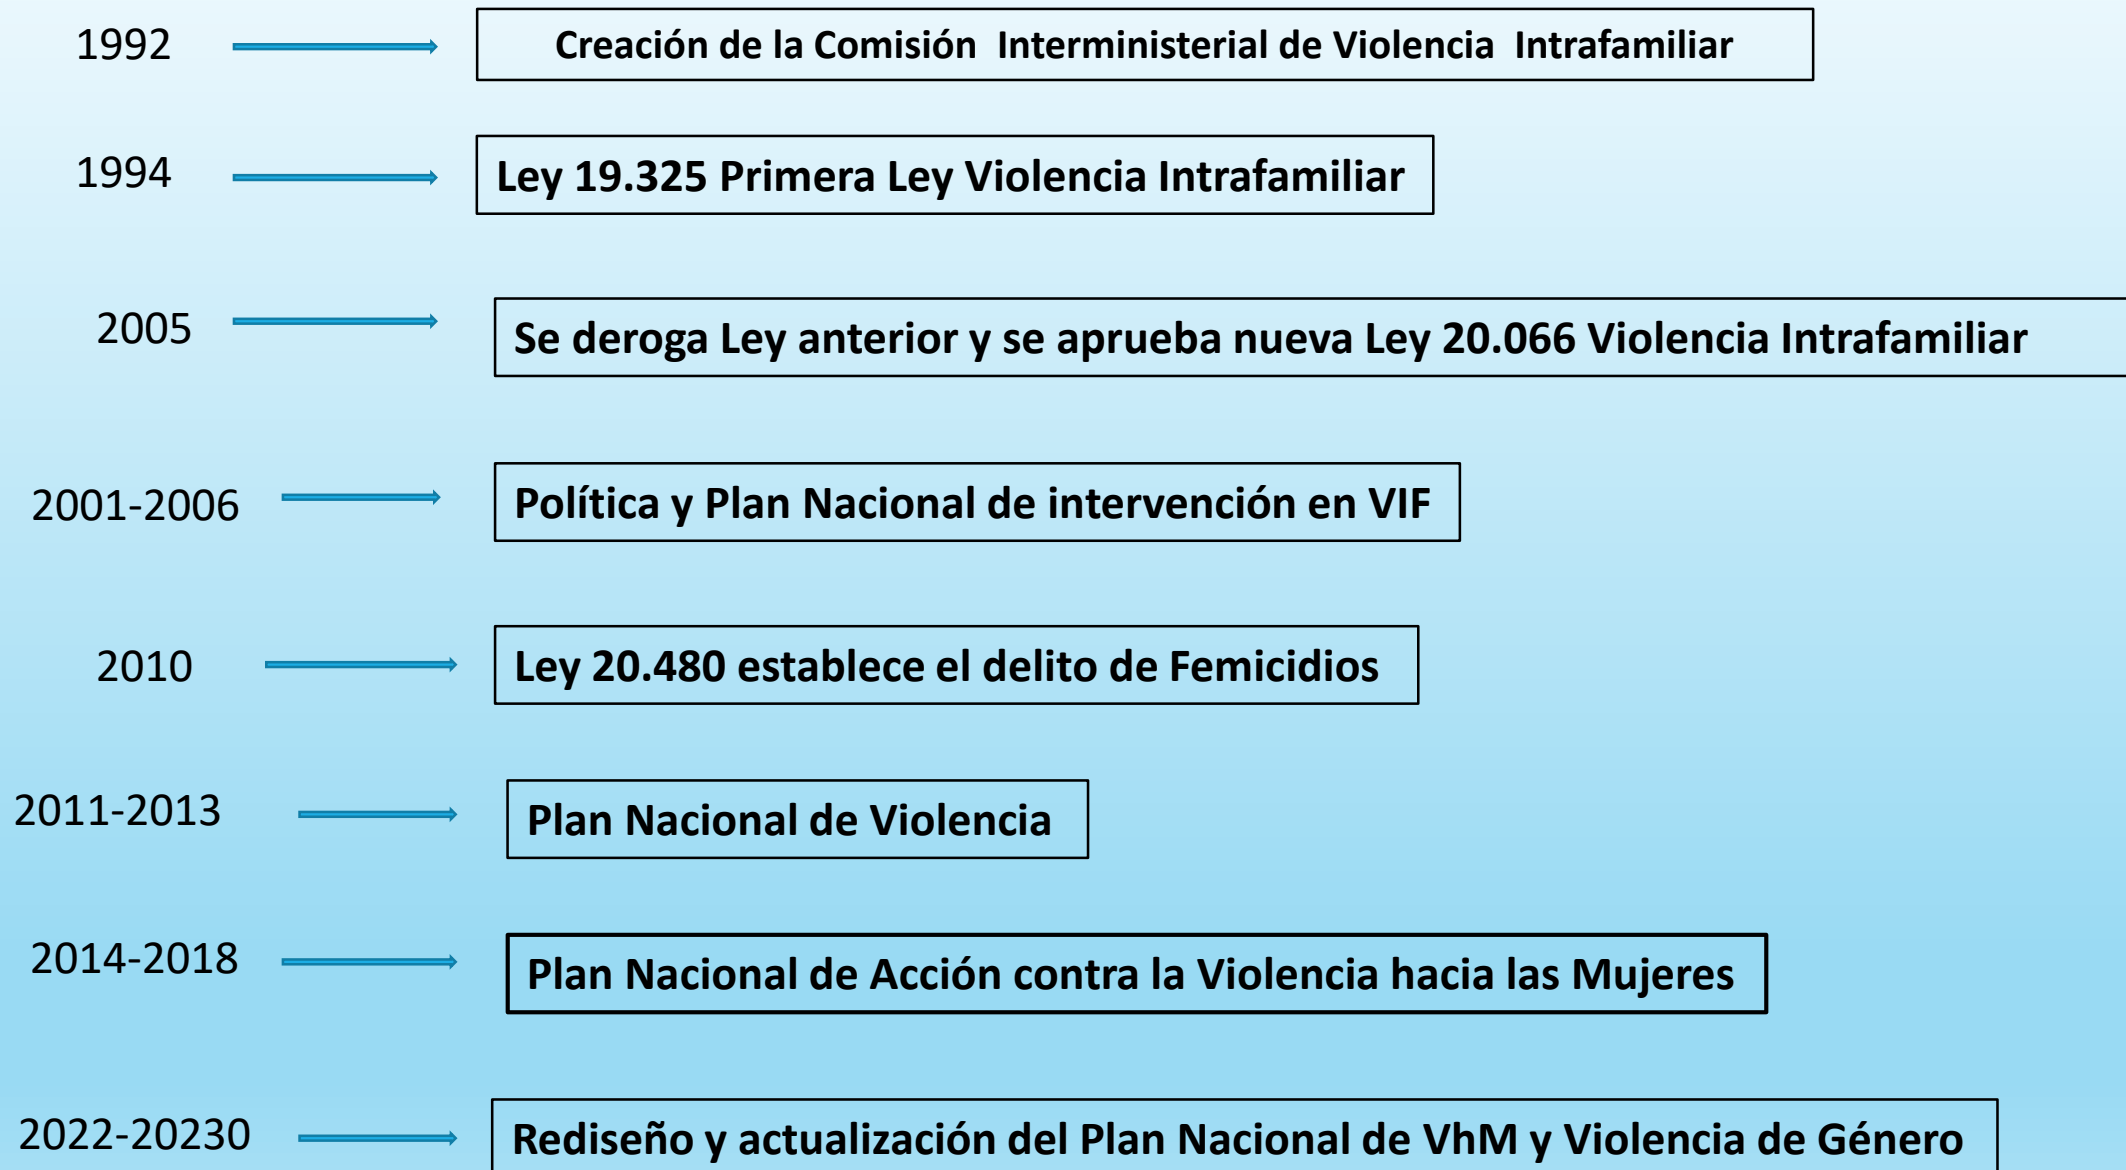 1992
Creación de la Comisión  Interministerial de Violencia  Intrafamiliar
1994
Ley 19.325 Primera Ley Violencia Intrafamiliar
2005
Se deroga Ley anterior y se aprueba nueva Ley 20.066 Violencia Intrafamiliar
2001-2006
Política y Plan Nacional de intervención en VIF
2010
Ley 20.480 establece el delito de Femicidios
2011-2013
Plan Nacional de Violencia
2014-2018
Plan Nacional de Acción contra la Violencia hacia las Mujeres
2022-20230
Rediseño y actualización del Plan Nacional de VhM y Violencia de Género